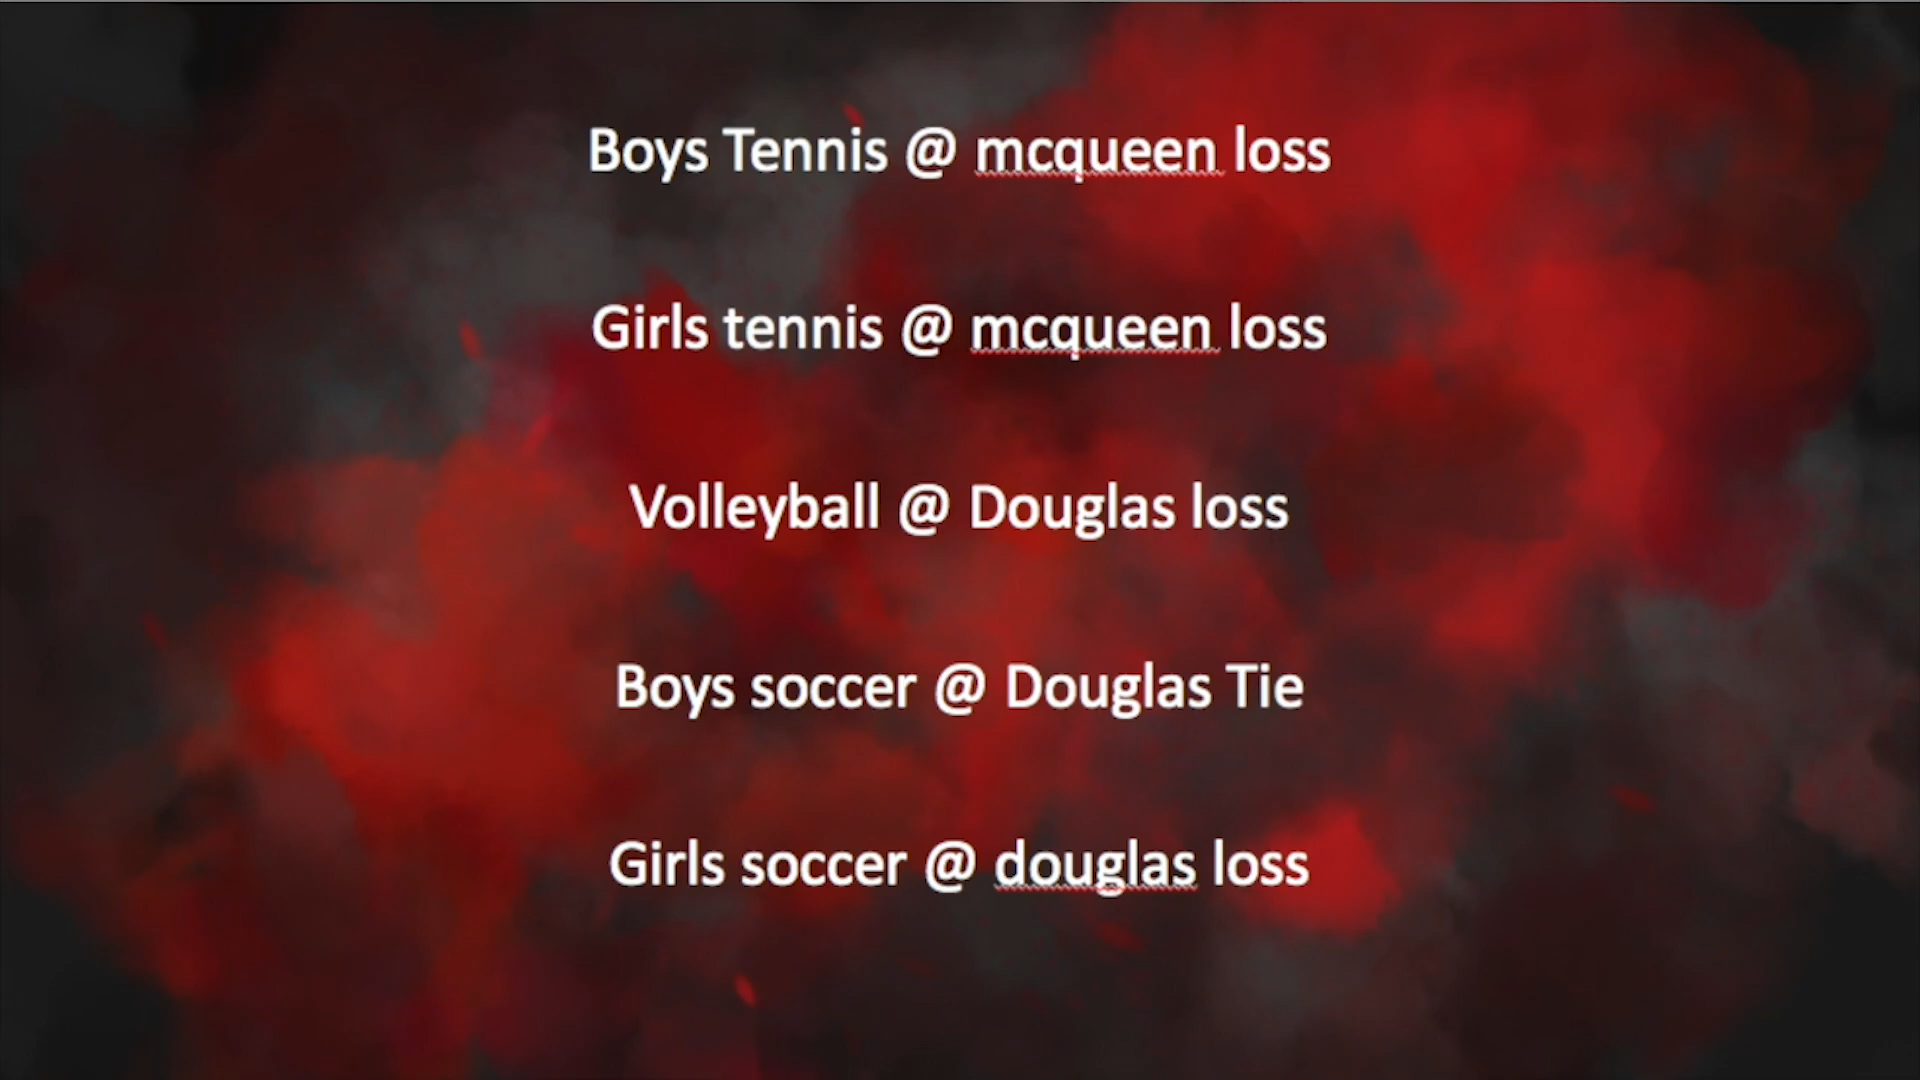 Boys Tennis @ mcqueen loss
Girls tennis @ mcqueen loss
Volleyball @ Douglas loss
Boys soccer @ Douglas Tie
Girls soccer @ douglas loss